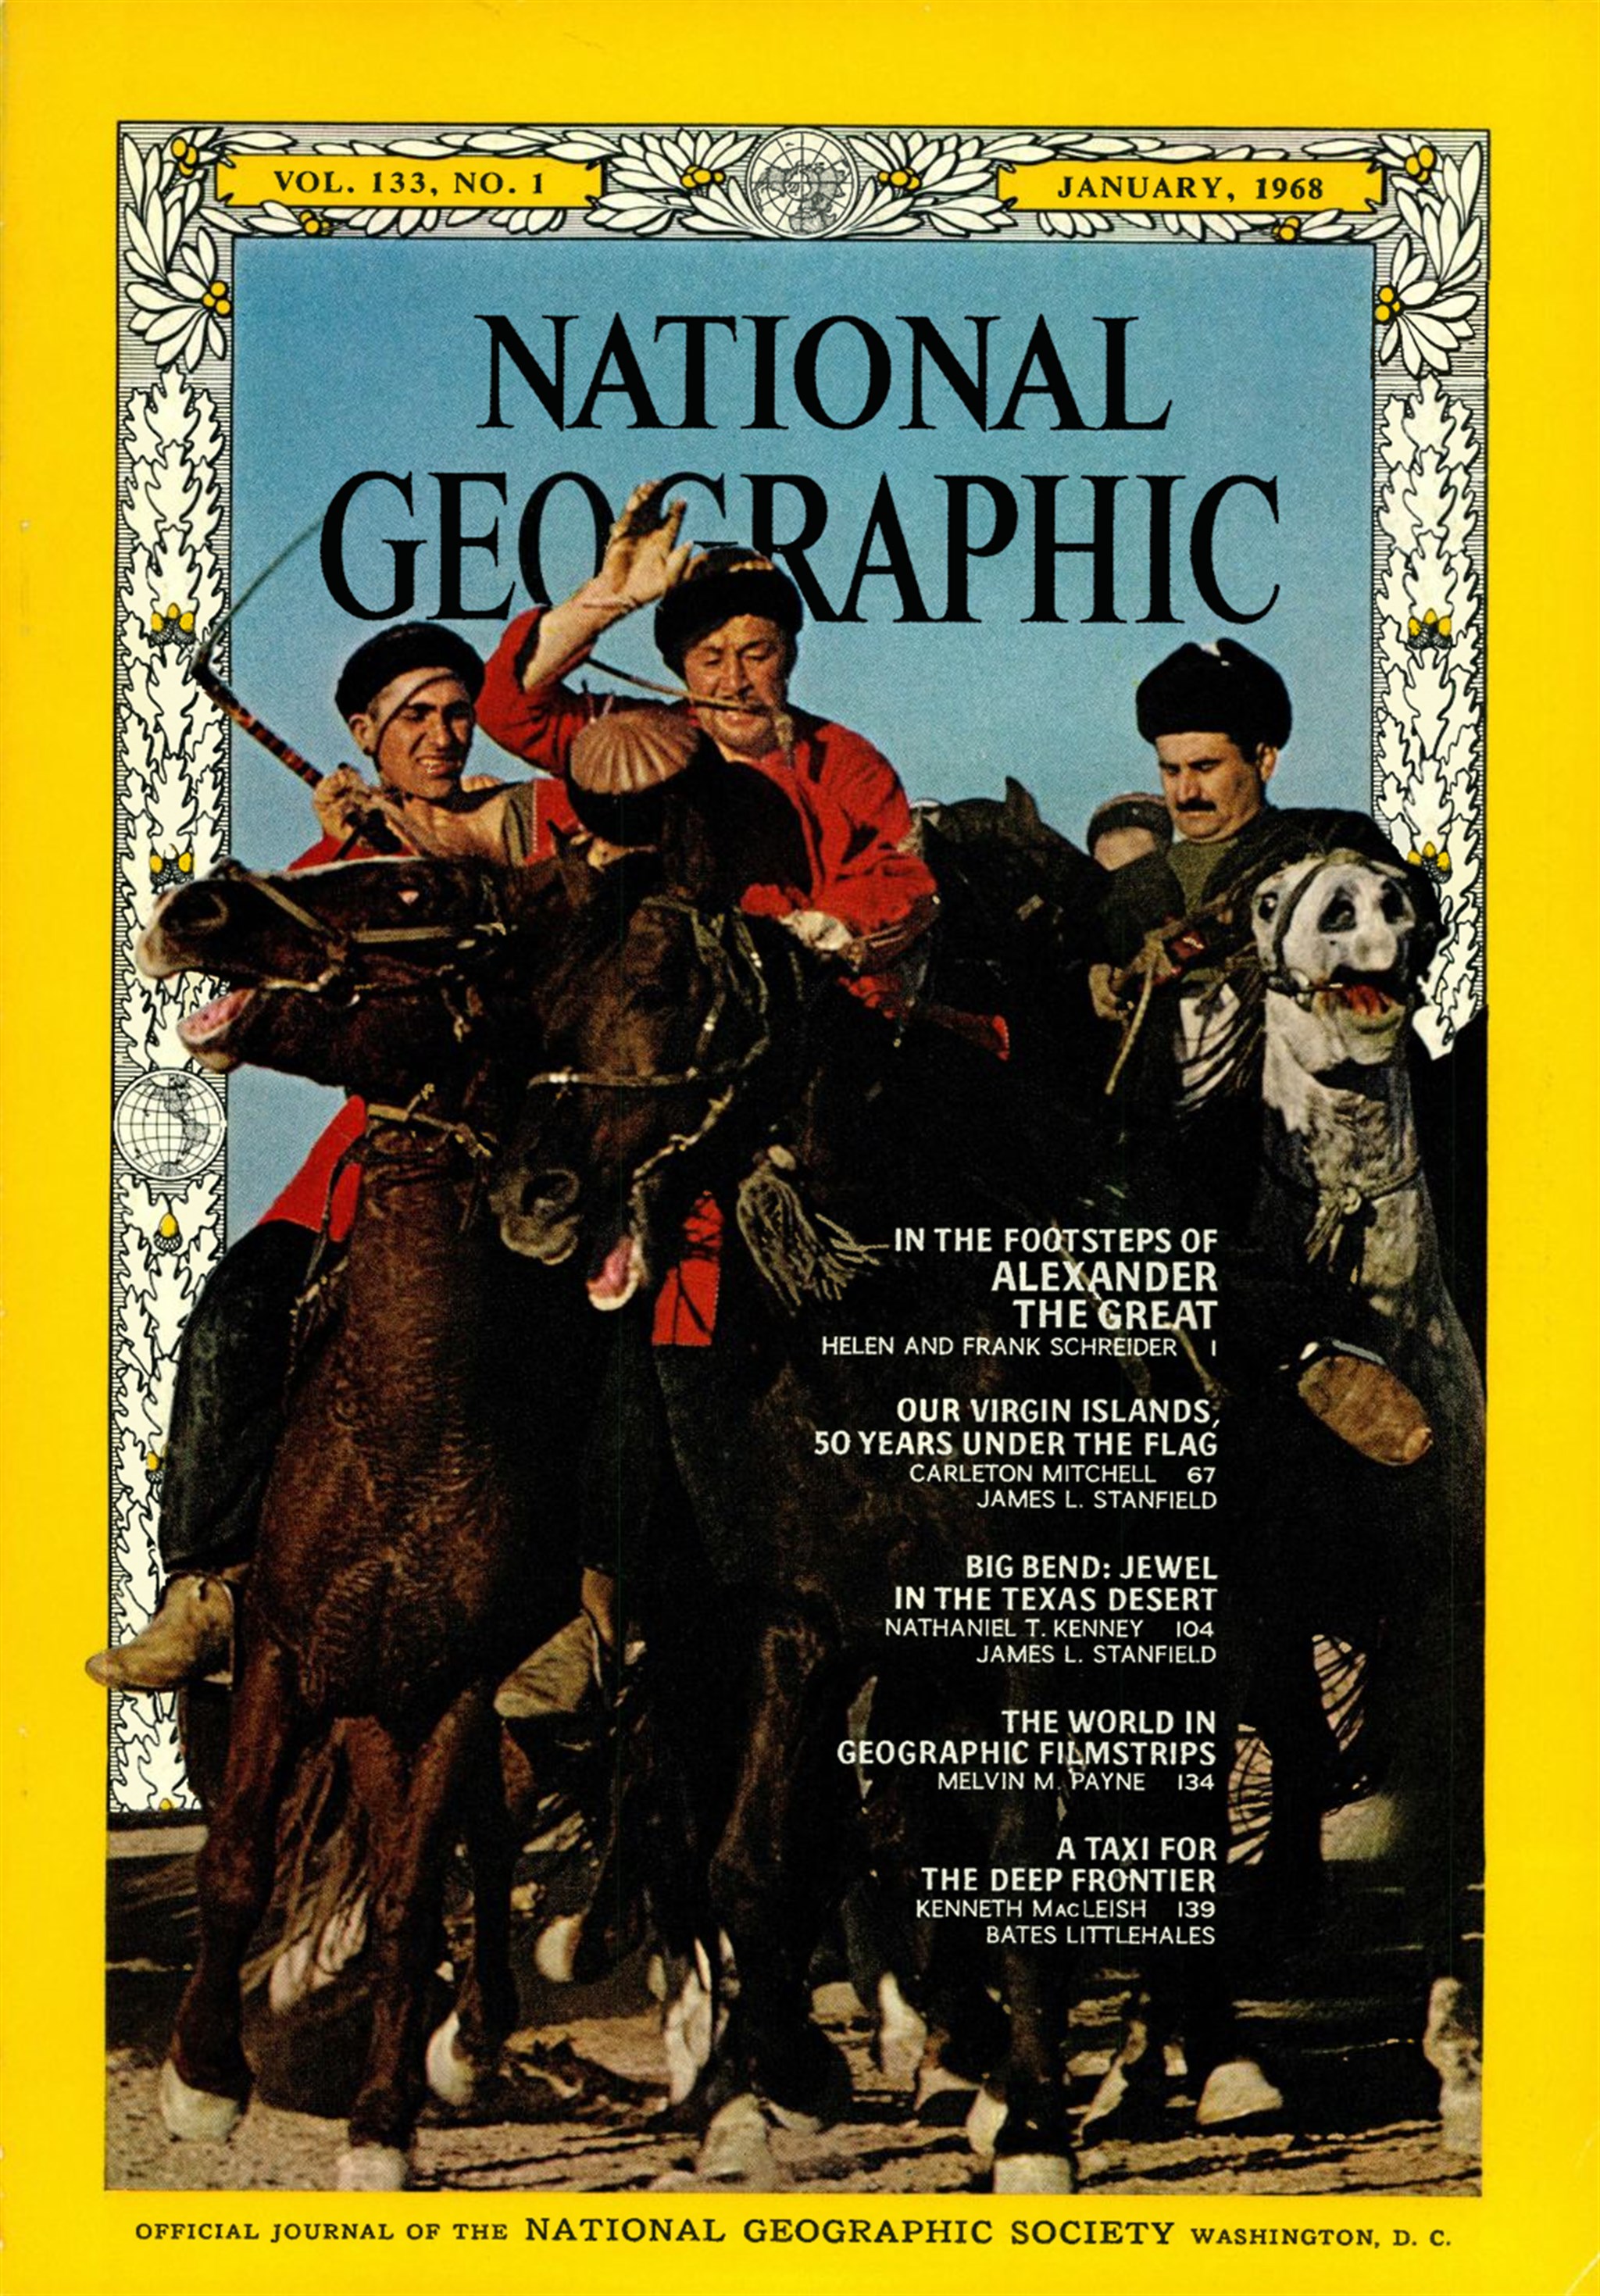 VOL. 133, NO. 1
JANUARY, 1968
NATIONAL
GEOGRAPHIC
IN THE FOOTSTEPS OF
ALEXANDER
THE GREAT
HELEN AND FRANK SCHREIDER 1
OUR VIRGIN ISLANDS,
50 YEARS UNDER THE FLAG
CARLETON MITCHELL 67
JAMES L. STANFIELD
BIG BEND: JEWEL
IN THE TEXAS DESERT
NATHANIEL T. KENNEY 104
JAMES L. STANFIELD
THE WORLD IN
GEOGRAPHIC FILMSTRIPS
MELVIN M. PAYNE 134
A TAXI FOR
THE DEEP FRONTIER
KENNETH MacLEISH 139
BATES LITTLEHALES
OFFICIAL JOURNAL OF THE NATIONAL GEOGRAPHIC SOCIETY WASHINGTON, D. C.